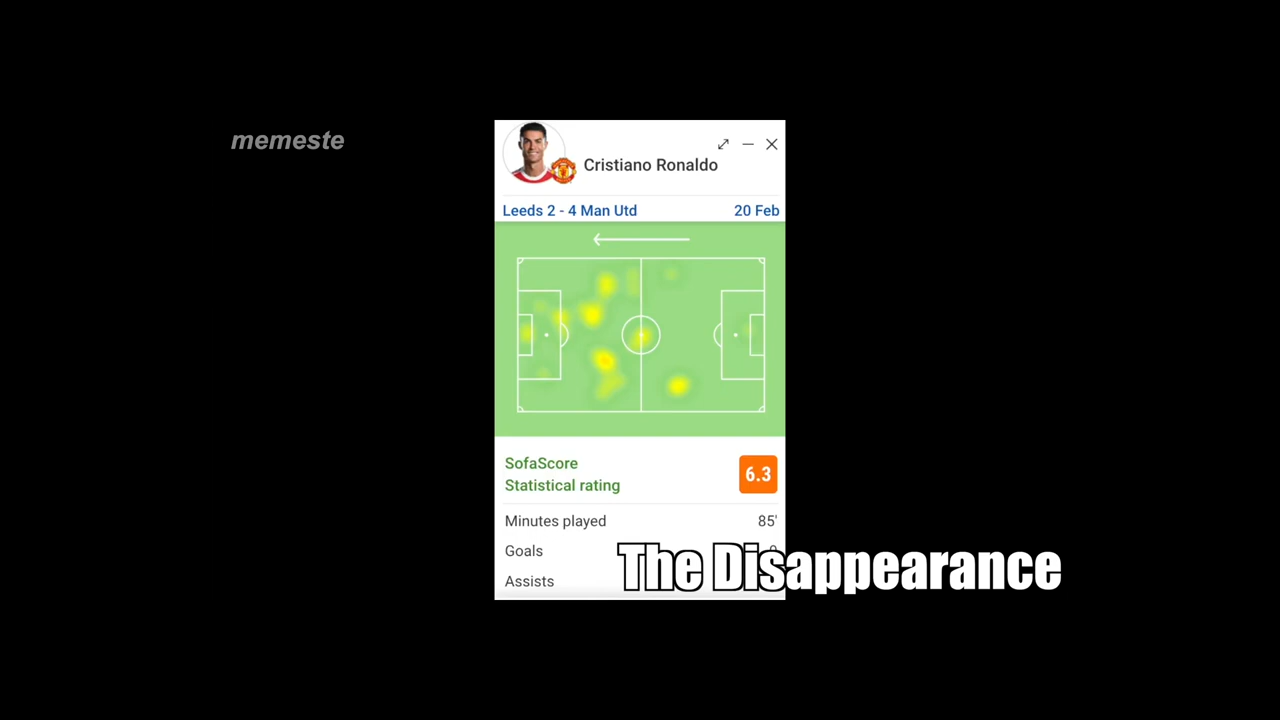 memeste
Cristiano Ronaldo
Leeds 2 - 4 Man Utd 20 Feb
SofaScore
Statistical rating
6.3
Minutes played 85'
Goals 0
Assists
The Disappearance